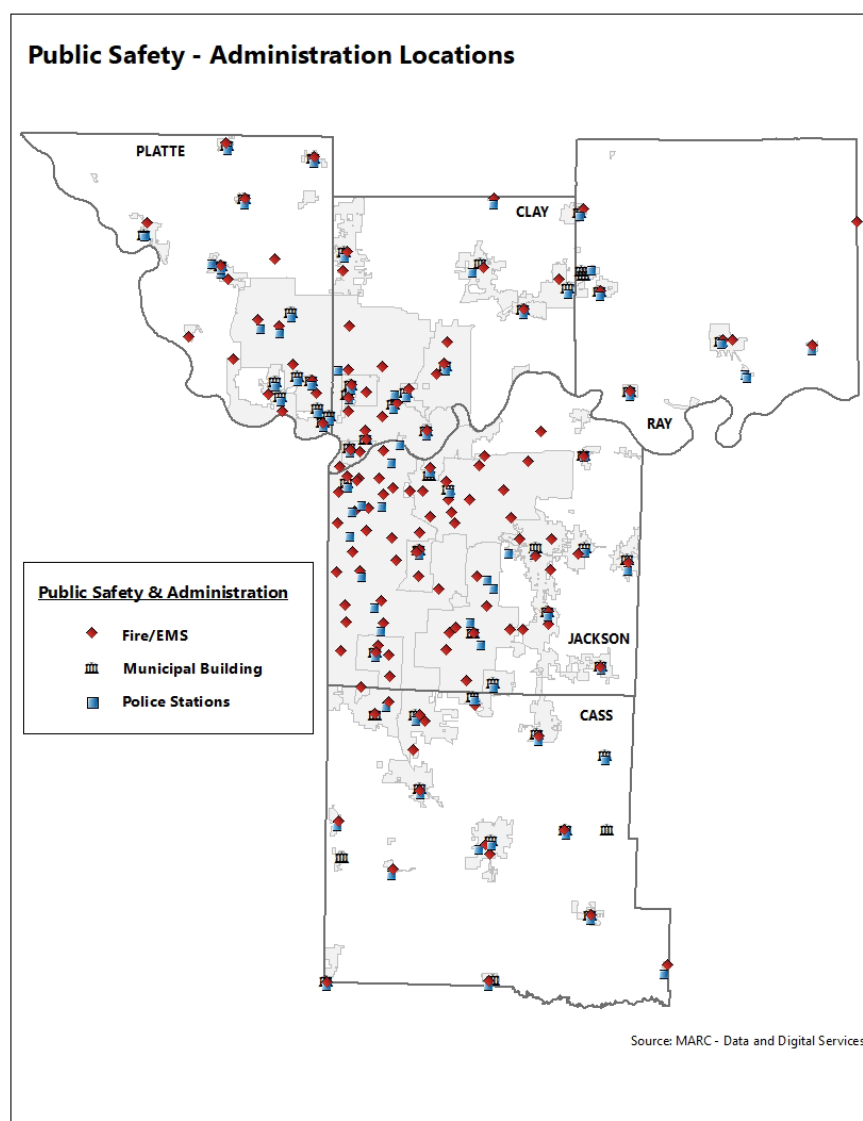 Public Safety - Administration Locations
PLATTE
CLAY
RAY
Public Safety & Administration
Fire/EMS
Municipal Building
Police Stations
JACKSON
CASS
Source: MARC - Data and Digital Services